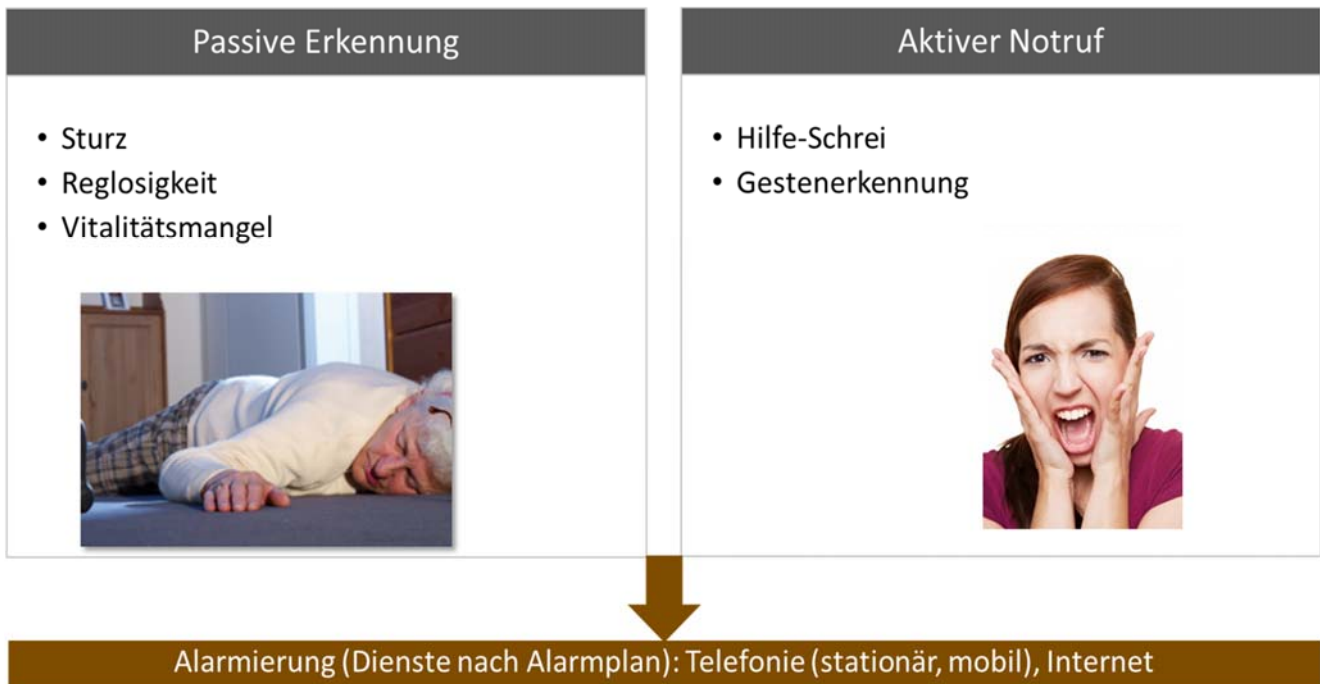 Passive Erkennung
• Sturz
• Reglosigkeit
• Vitalitätsmangel
Aktiver Notruf
• Hilfe-Schrei
• Gestenerkennung
Alarmierung (Dienste nach Alarmplan): Telefonie (stationär, mobil), Internet